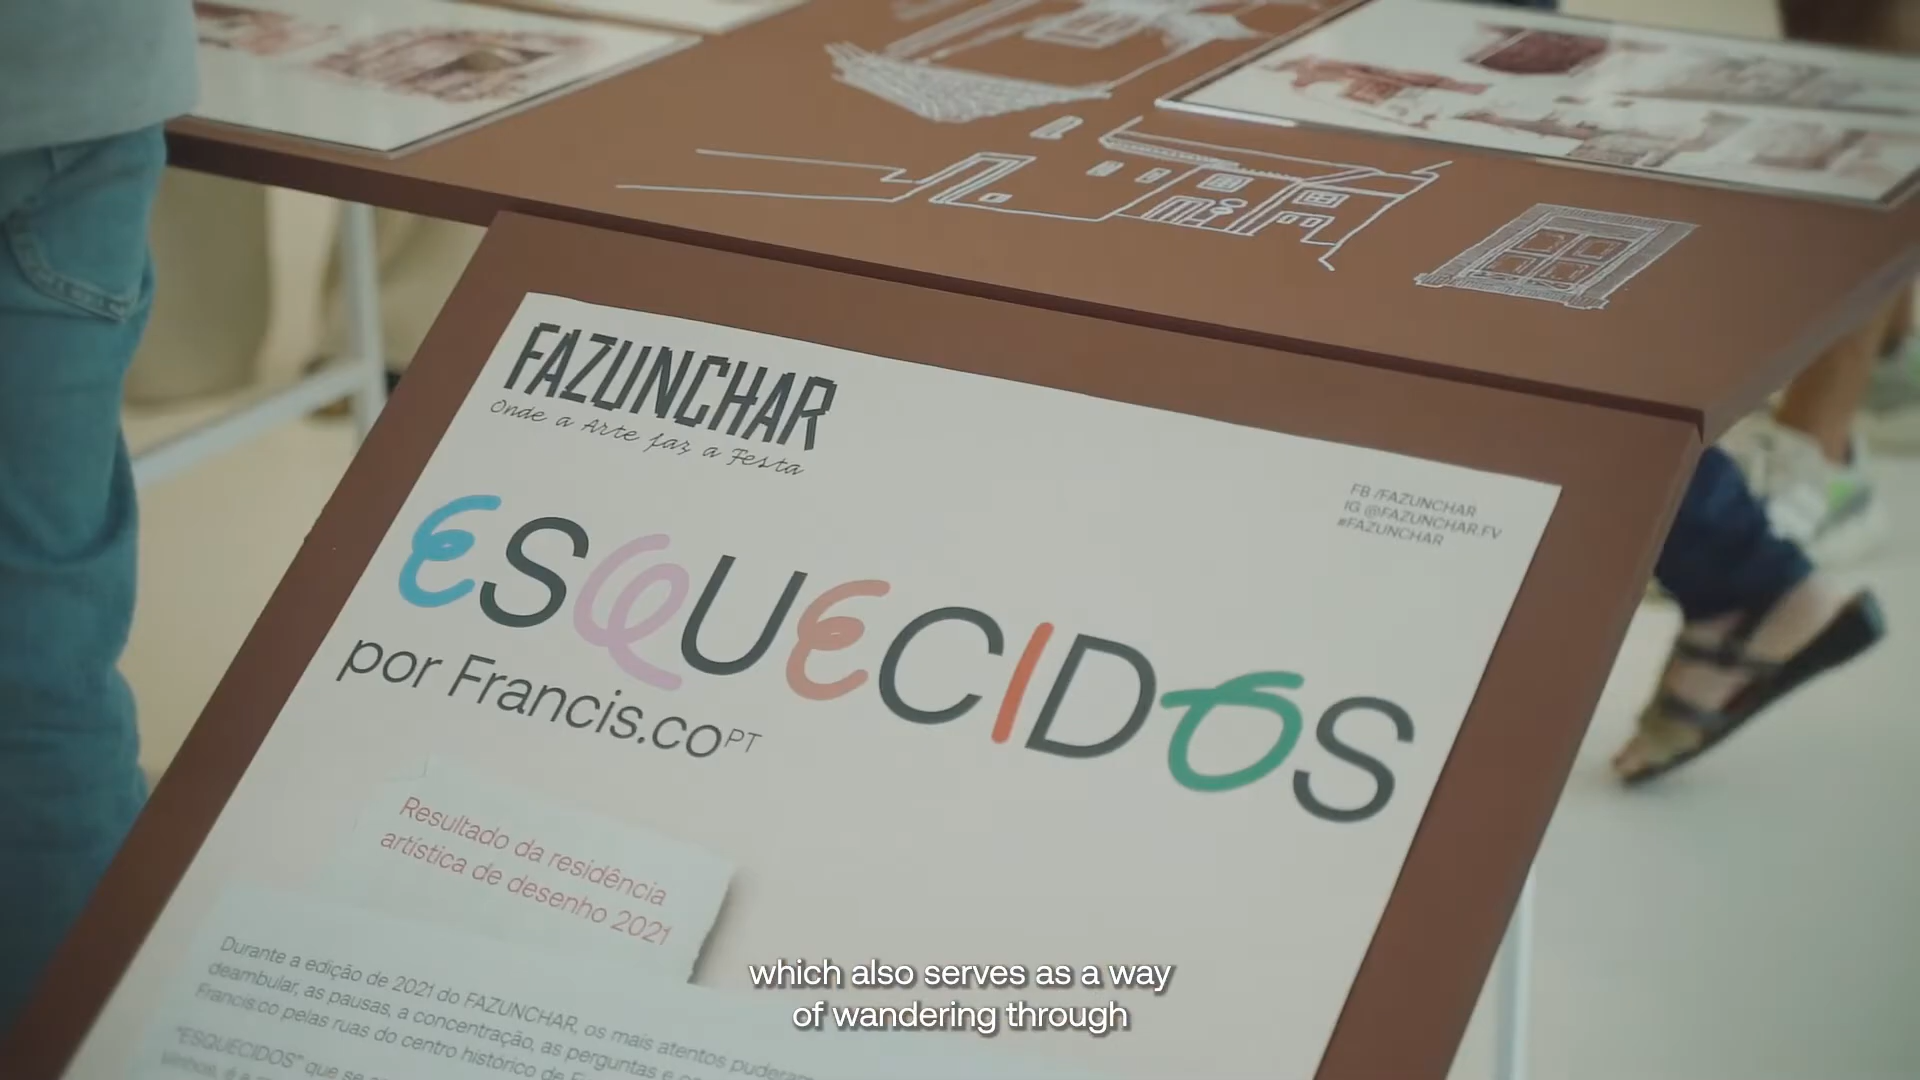 FAZUNCHAR
Onde a Arte faz a Festa
FB /FAZUNCHAR
IG @FAZUNCHAR.FV
#FAZUNCHAR
ESQUECIDOS
por Francis.co PT
Resultado da residência
artística de desenho 2021
Durante a edição de 2021 do FAZUNCHAR, os mais atentos puderam
deambular, as pausas, a concentração, as perguntas e
Francis.co pelas ruas do centro histórico de
"ESQUECIDOS" que se
which also serves as a way
of wandering through